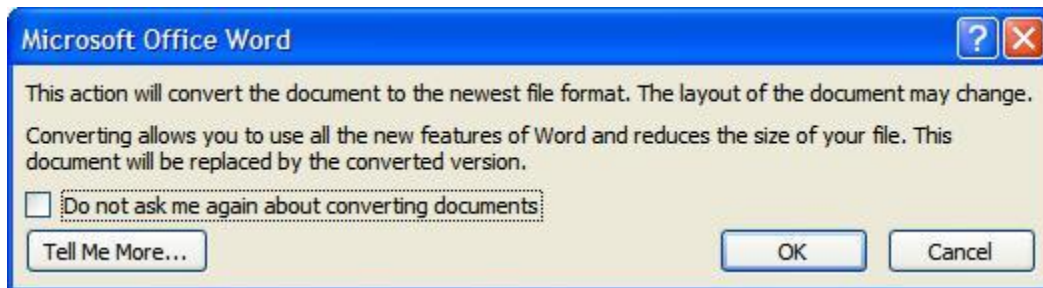 Microsoft Office Word
This action will convert the document to the newest file format. The layout of the document may change.
Converting allows you to use all the new features of Word and reduces the size of your file. This
document will be replaced by the converted version.
Do not ask me again about converting documents
Tell Me More... OK Cancel